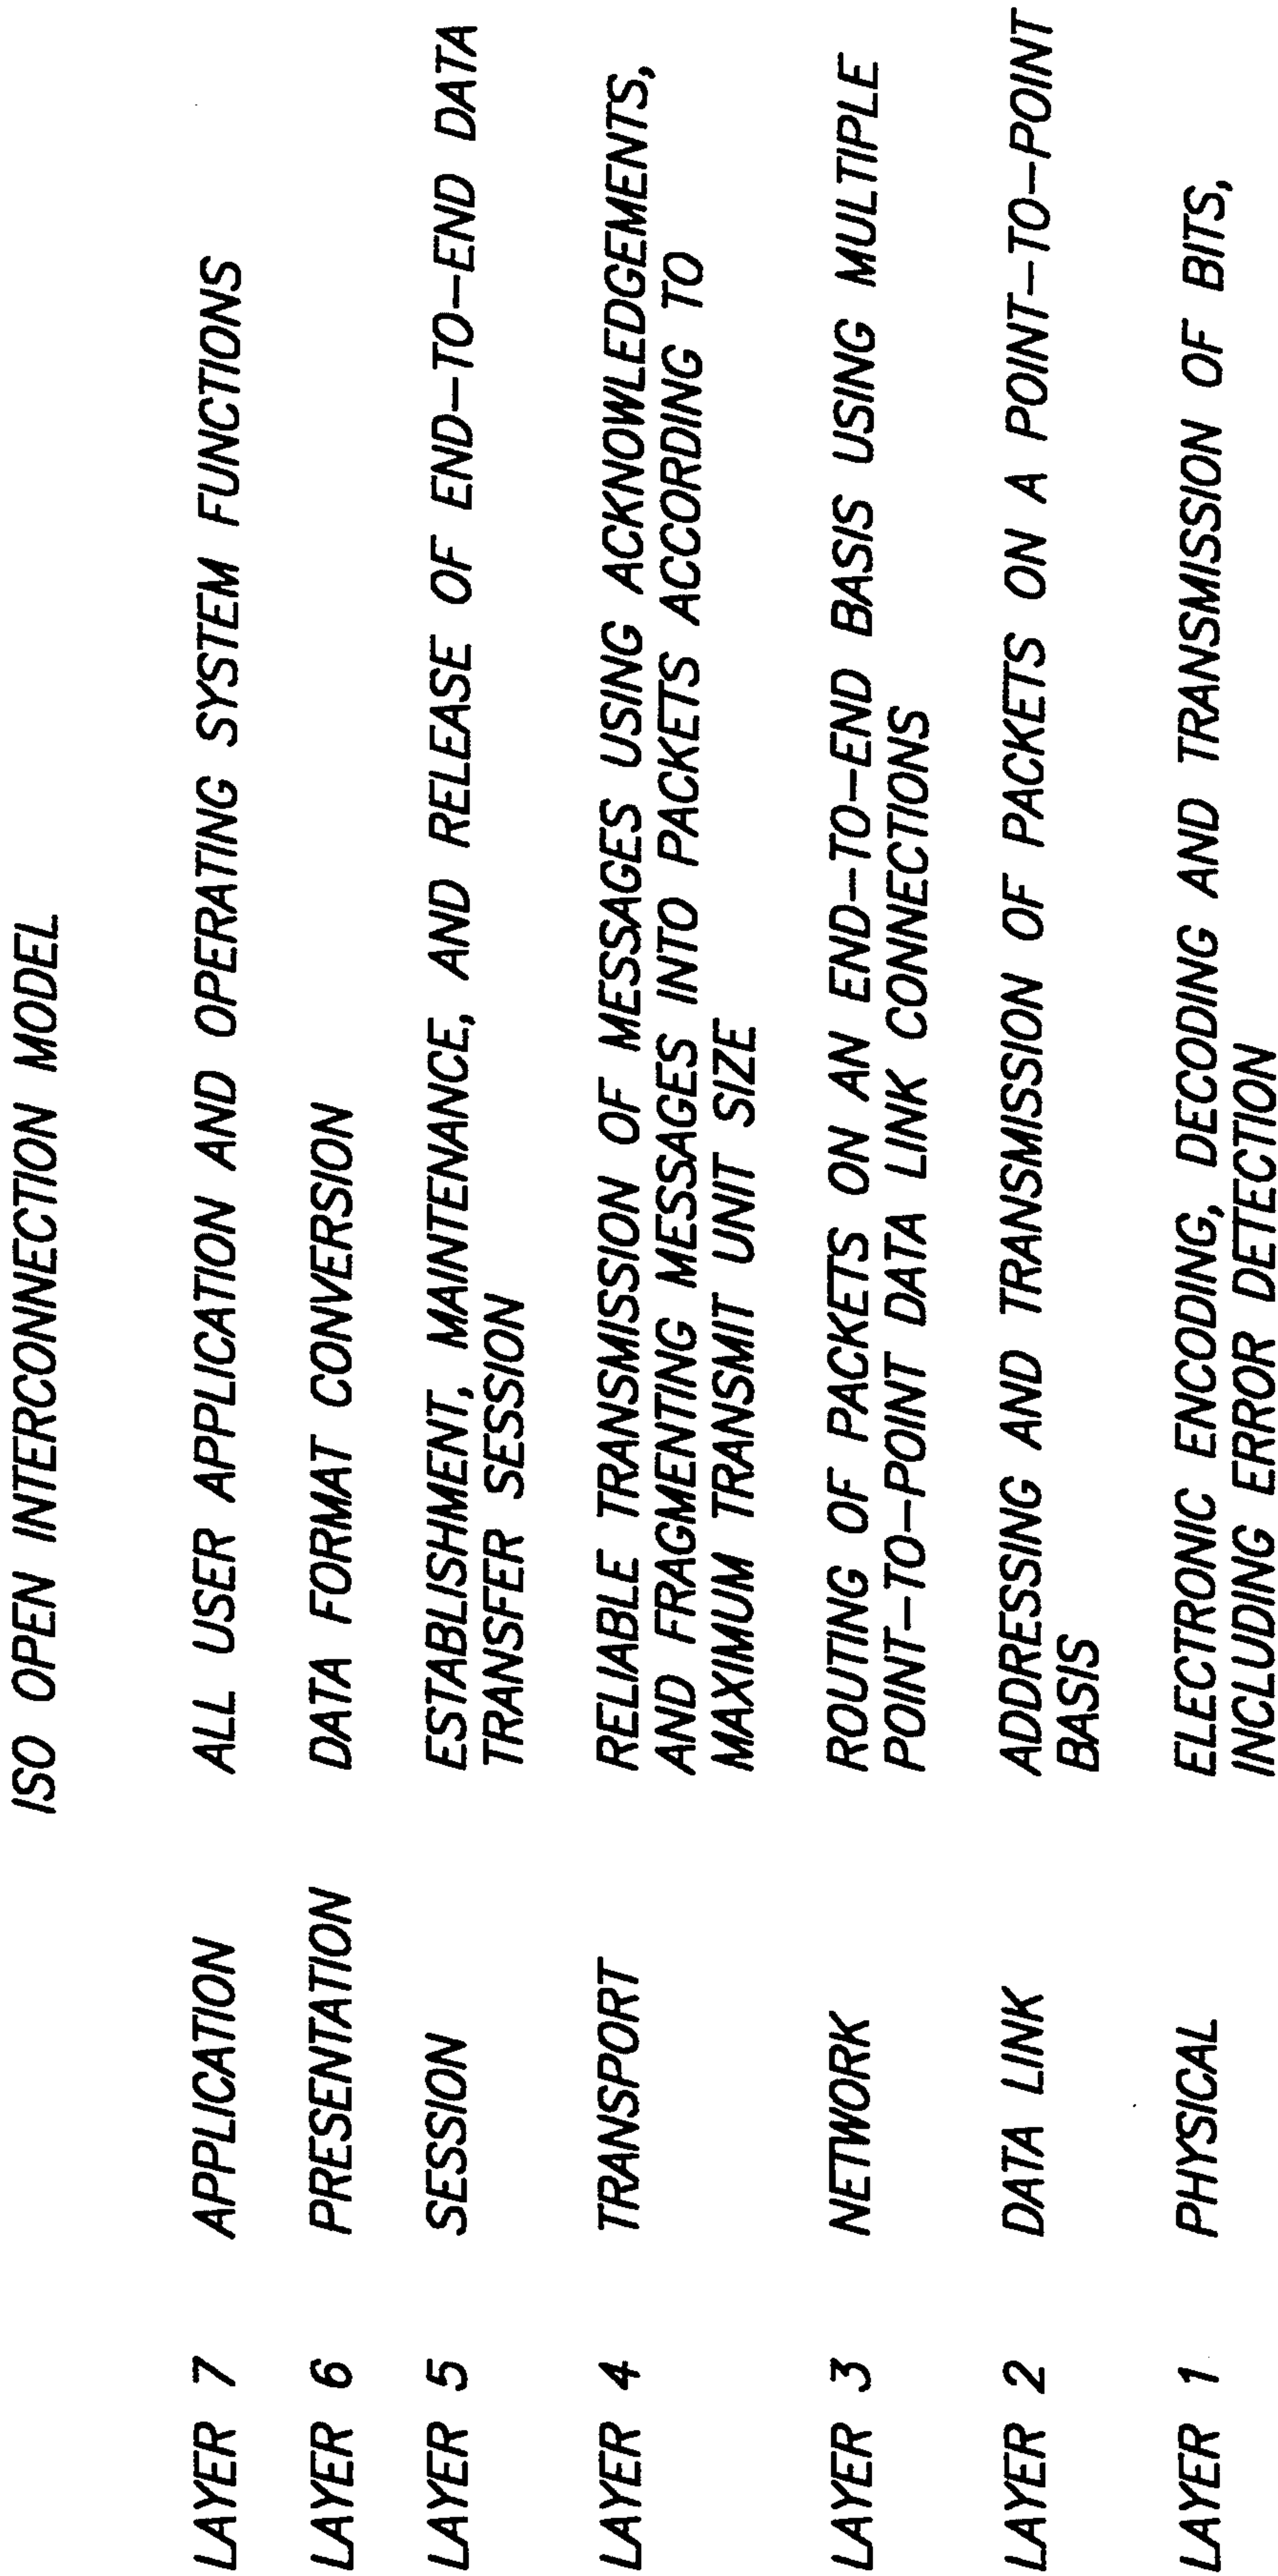 ISO OPEN INTERCONNECTION MODEL
LAYER 7 APPLICATION ALL USER APPLICATION AND OPERATING SYSTEM FUNCTIONS
LAYER 6 PRESENTATION DATA FORMAT CONVERSION
LAYER 5 SESSION ESTABLISHMENT, MAINTENANCE, AND RELEASE OF END-TO-END DATA
TRANSFER SESSION
LAYER 4 TRANSPORT RELIABLE TRANSMISSION OF MESSAGES USING ACKNOWLEDGEMENTS,
AND FRAGMENTING MESSAGES INTO PACKETS ACCORDING TO
MAXIMUM TRANSMIT UNIT SIZE
LAYER 3 NETWORK ROUTING OF PACKETS ON AN END-TO-END BASIS USING MULTIPLE
POINT-TO-POINT DATA LINK CONNECTIONS
LAYER 2 DATA LINK ADDRESSING AND TRANSMISSION OF PACKETS ON A POINT-TO-POINT
BASIS
LAYER 1 PHYSICAL ELECTRONIC ENCODING, DECODING AND TRANSMISSION OF BITS,
INCLUDING ERROR DETECTION